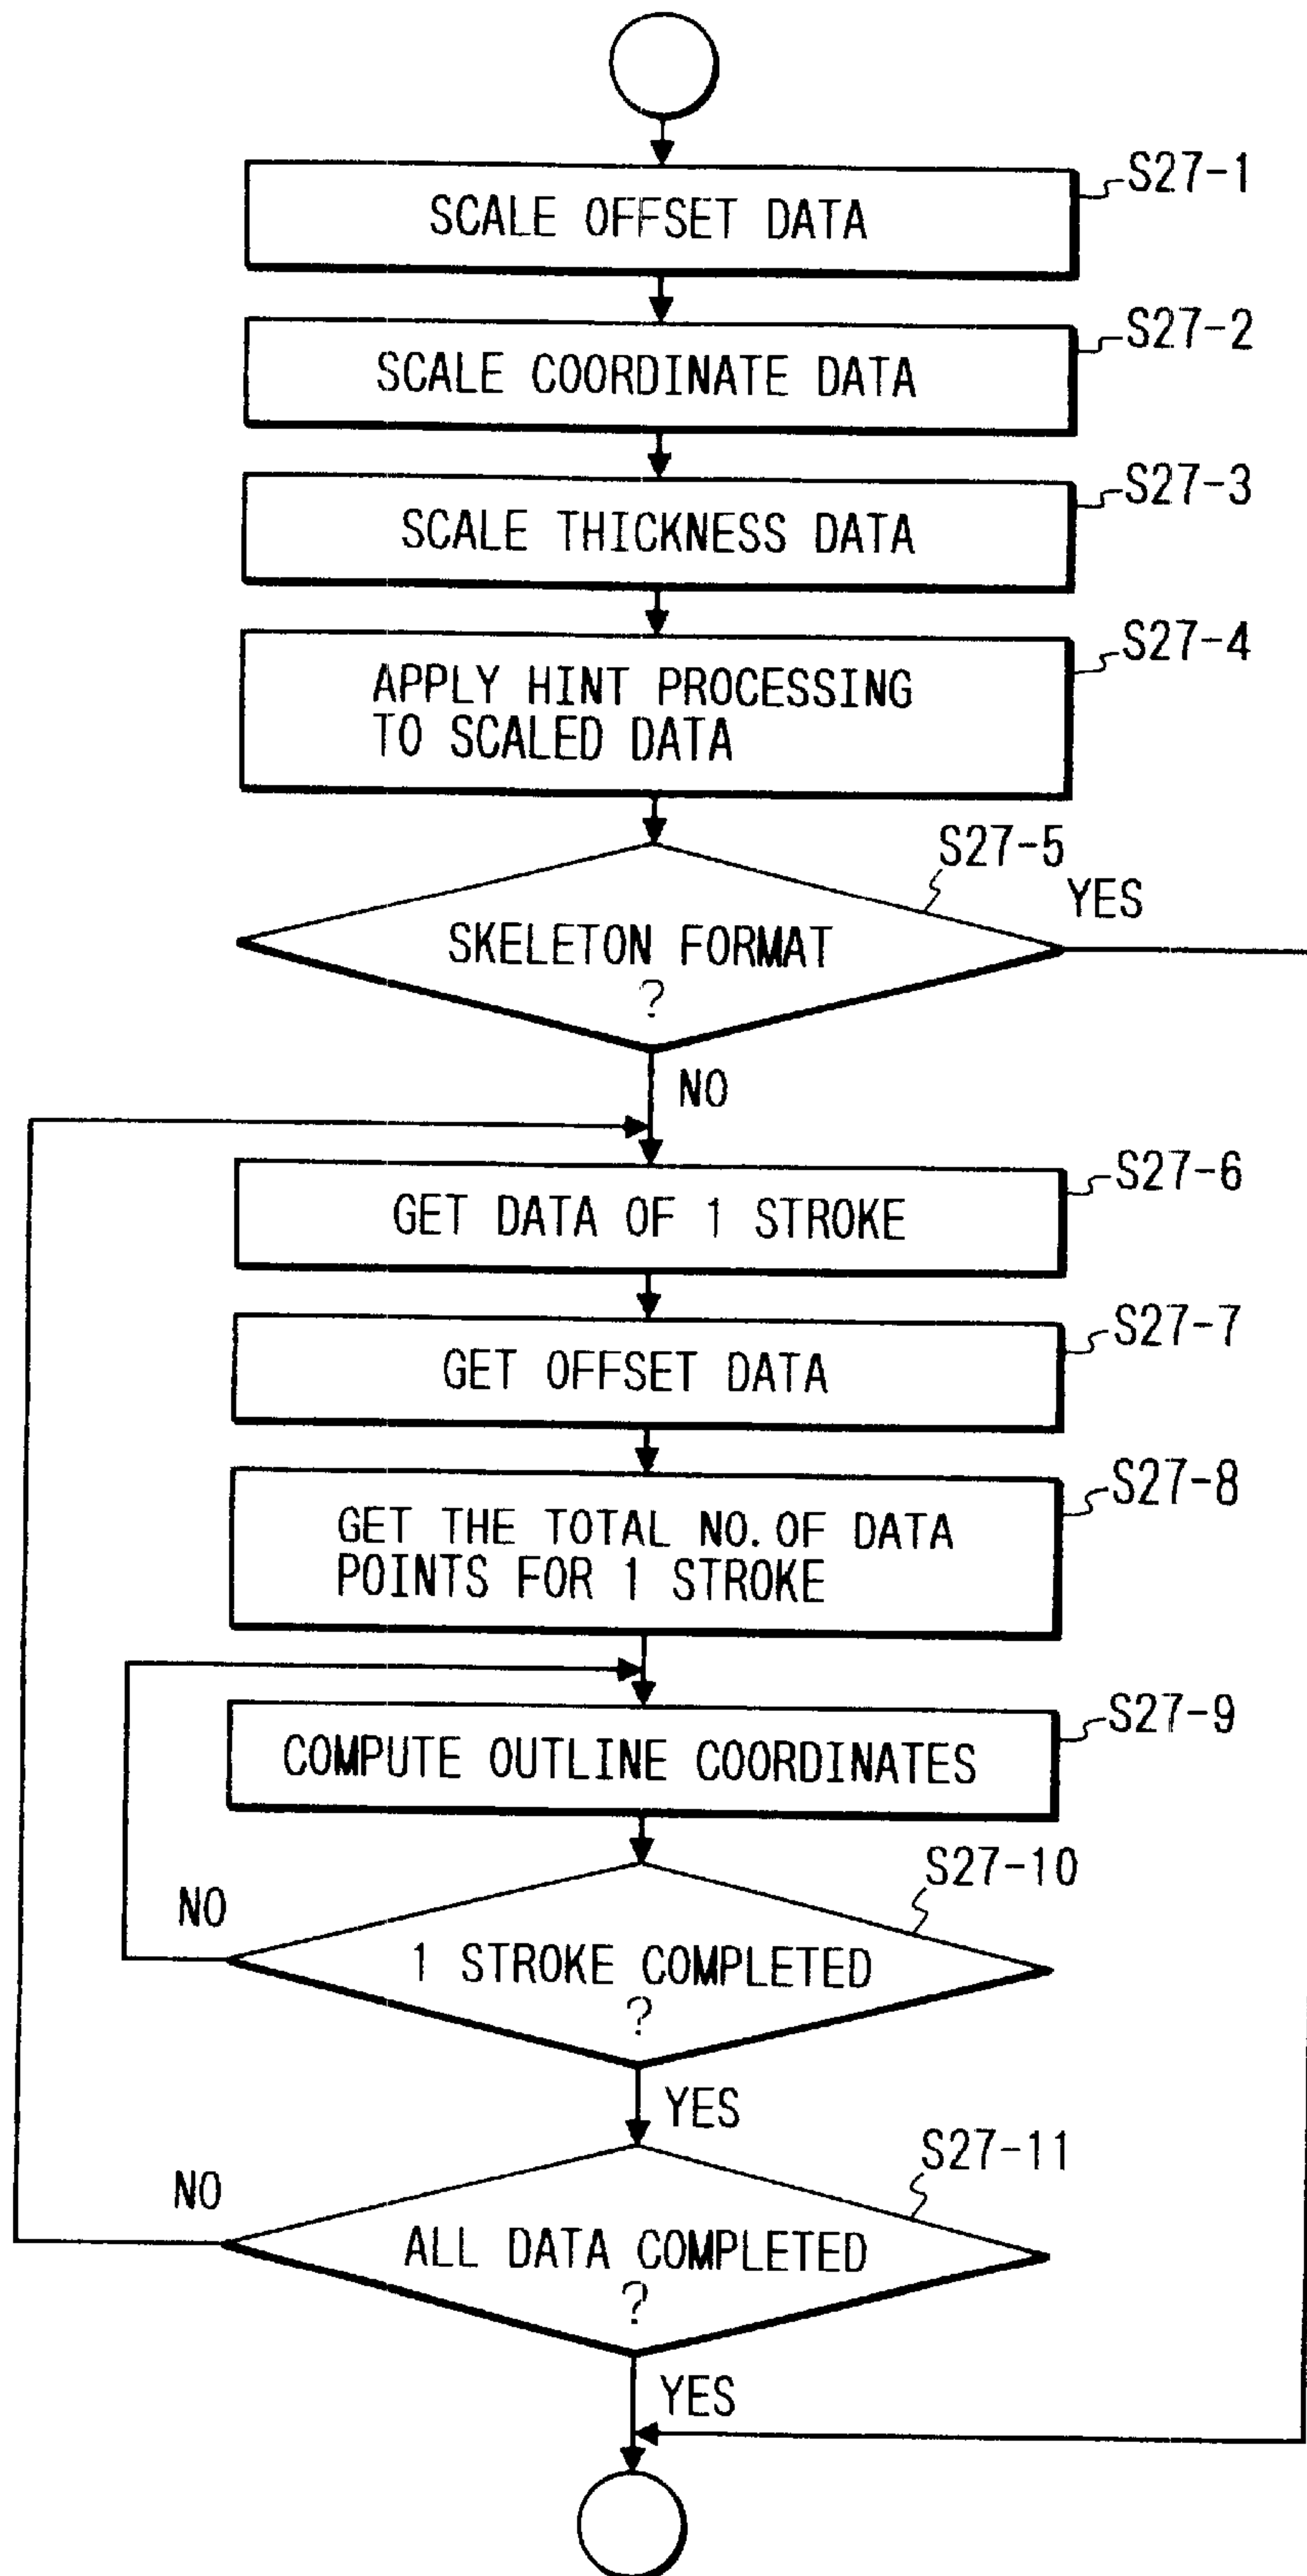 S27-1
SCALE OFFSET DATA
S27-2
SCALE COORDINATE DATA
S27-3
SCALE THICKNESS DATA
S27-4
APPLY HINT PROCESSING
TO SCALED DATA
S27-5
YES
SKELETON FORMAT
?
NO
S27-6
GET DATA OF 1 STROKE
S27-7
GET OFFSET DATA
S27-8
GET THE TOTAL NO. OF DATA
POINTS FOR 1 STROKE
S27-9
COMPUTE OUTLINE COORDINATES
S27-10
NO
1 STROKE COMPLETED
?
YES
S27-11
NO
ALL DATA COMPLETED
?
YES